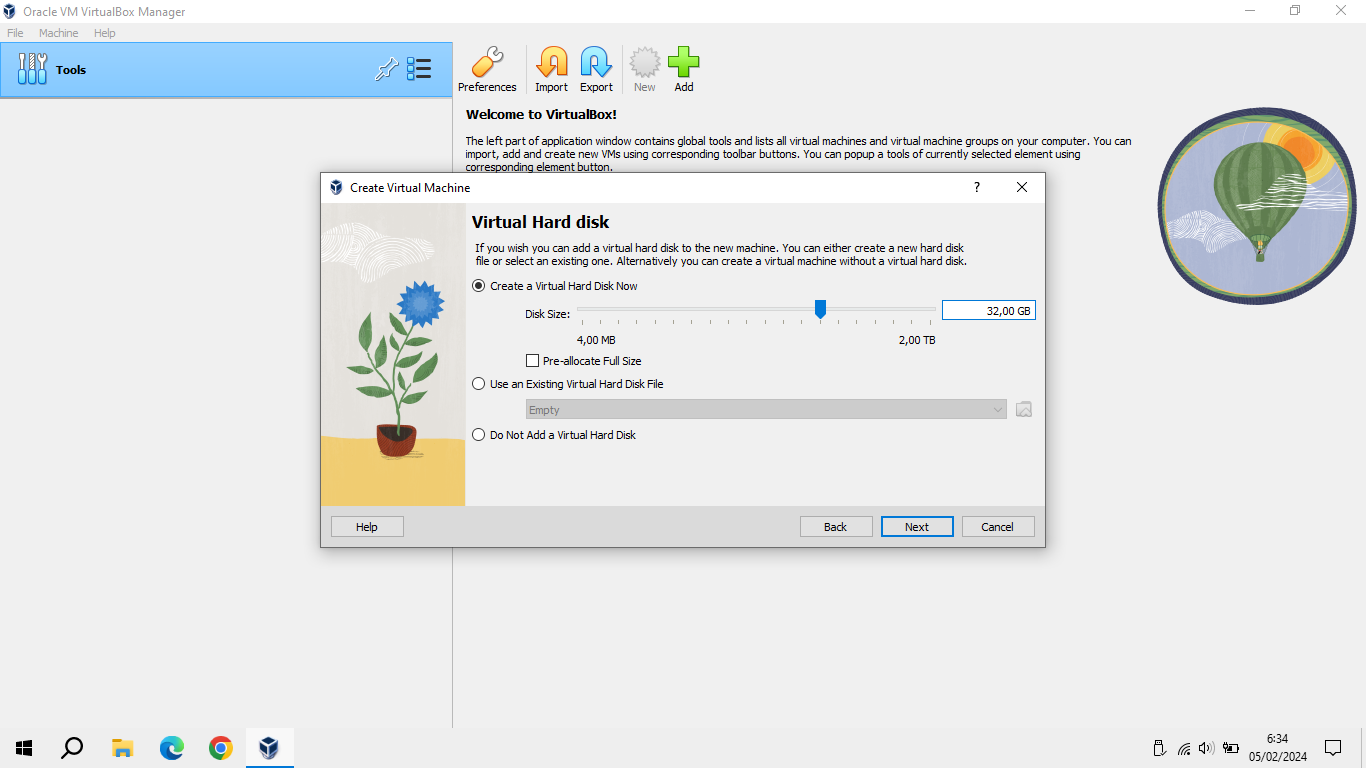 Oracle VM VirtualBox Manager
File Machine Help
Tools
Preferences Import Export New Add
Welcome to VirtualBox!
The left part of application window contains global tools and lists all virtual machines and virtual machine groups on your computer. You can
import, add and create new VMs using corresponding toolbar buttons. You can popup a tools of currently selected element using
corresponding element button.
Create Virtual Machine
?
Virtual Hard disk
If you wish you can add a virtual hard disk to the new machine. You can either create a new hard disk
file or select an existing one. Alternatively you can create a virtual machine without a virtual hard disk.
Create a Virtual Hard Disk Now
Disk Size: 32,00 GB
4,00 MB 2,00 TB
Pre-allocate Full Size
Use an Existing Virtual Hard Disk File
Empty
Do Not Add a Virtual Hard Disk
Help Back Next Cancel
6:34
05/02/2024